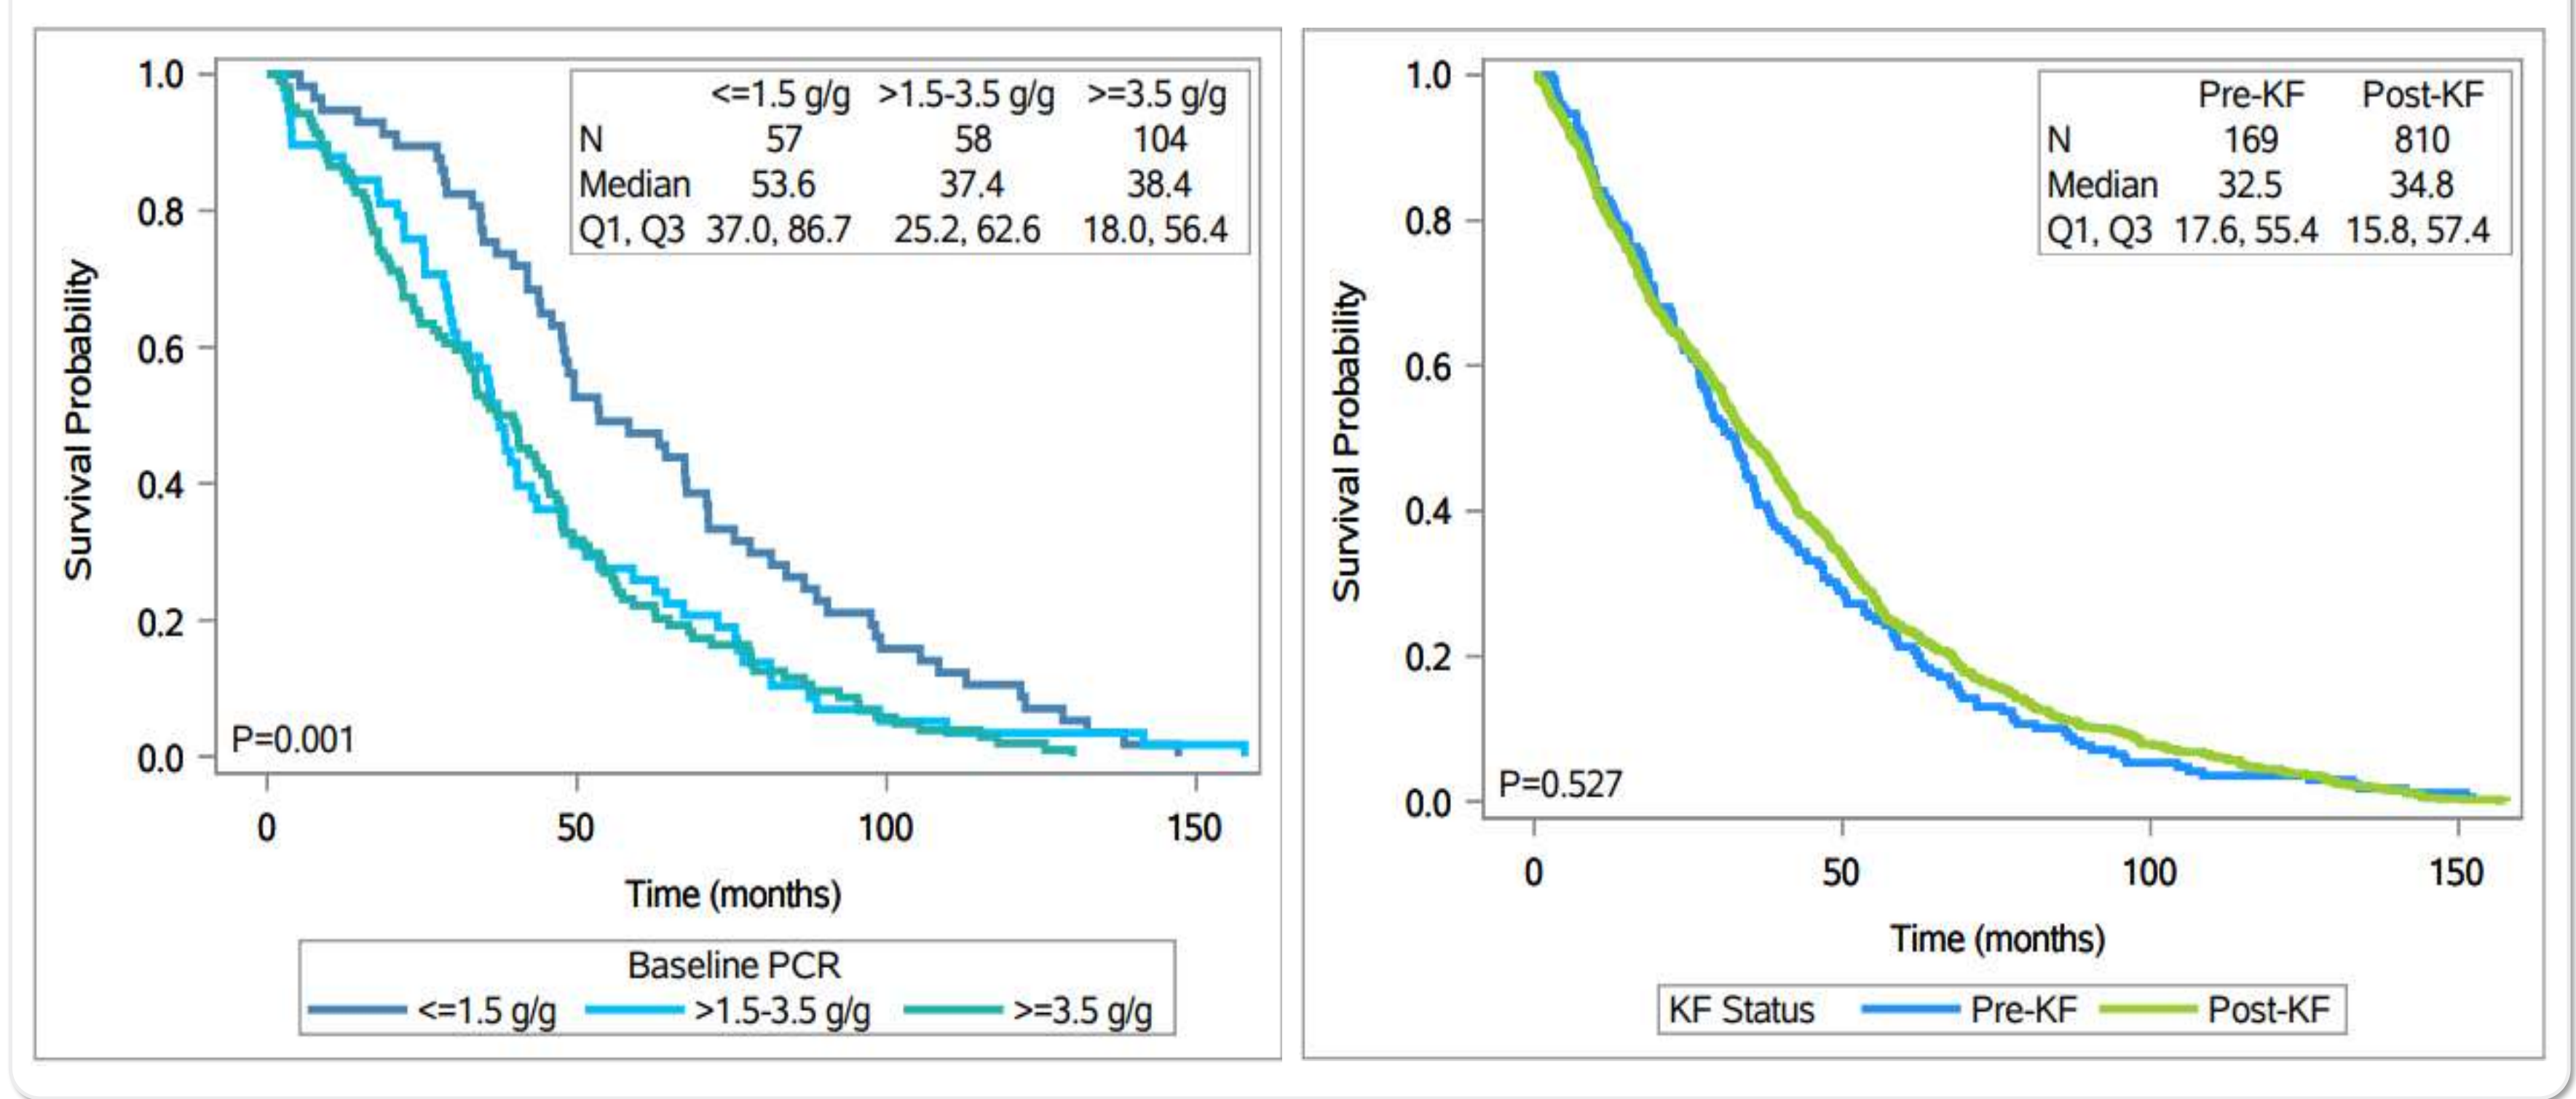 1.0
0.8
0.6
0.4
0.2
0.0
Survival Probability
<=1.5 g/g >1.5-3.5 g/g >=3.5 g/g
N 57 58 104
Median 53.6 37.4 38.4
Q1, Q3 37.0, 86.7 25.2, 62.6 18.0, 56.4
P=0.001
0 50 100 150
Time (months)
Baseline PCR
<=1.5 g/g >1.5-3.5 g/g >=3.5 g/g
1.0
0.8
0.6
0.4
0.2
0.0
Survival Probability
Pre-KF Post-KF
N 169 810
Median 32.5 34.8
Q1, Q3 17.6, 55.4 15.8, 57.4
P=0.527
0 50 100 150
Time (months)
KF Status Pre-KF Post-KF